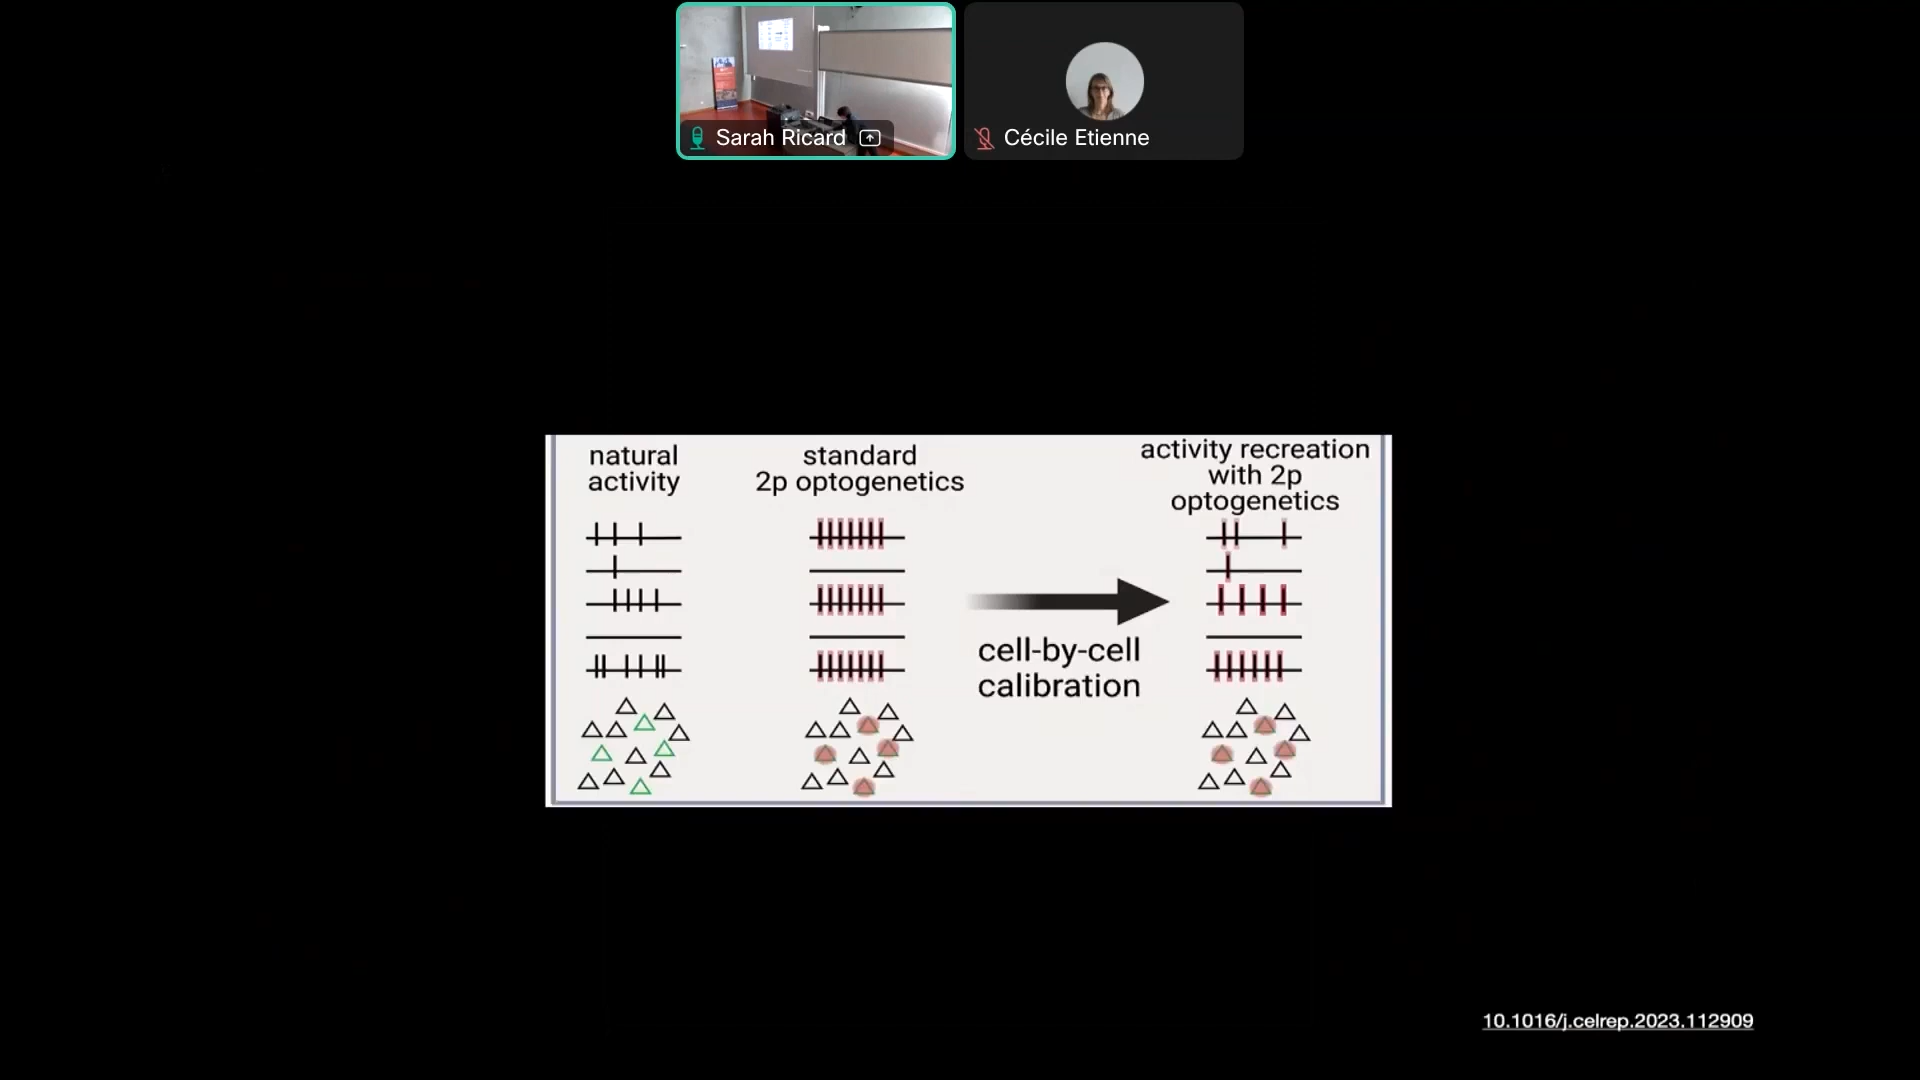 Sarah Ricard
Cécile Etienne
natural
activity
standard
2p optogenetics
activity recreation
with 2p
optogenetics
cell-by-cell
calibration
10.1016/j.celrep.2023.112909